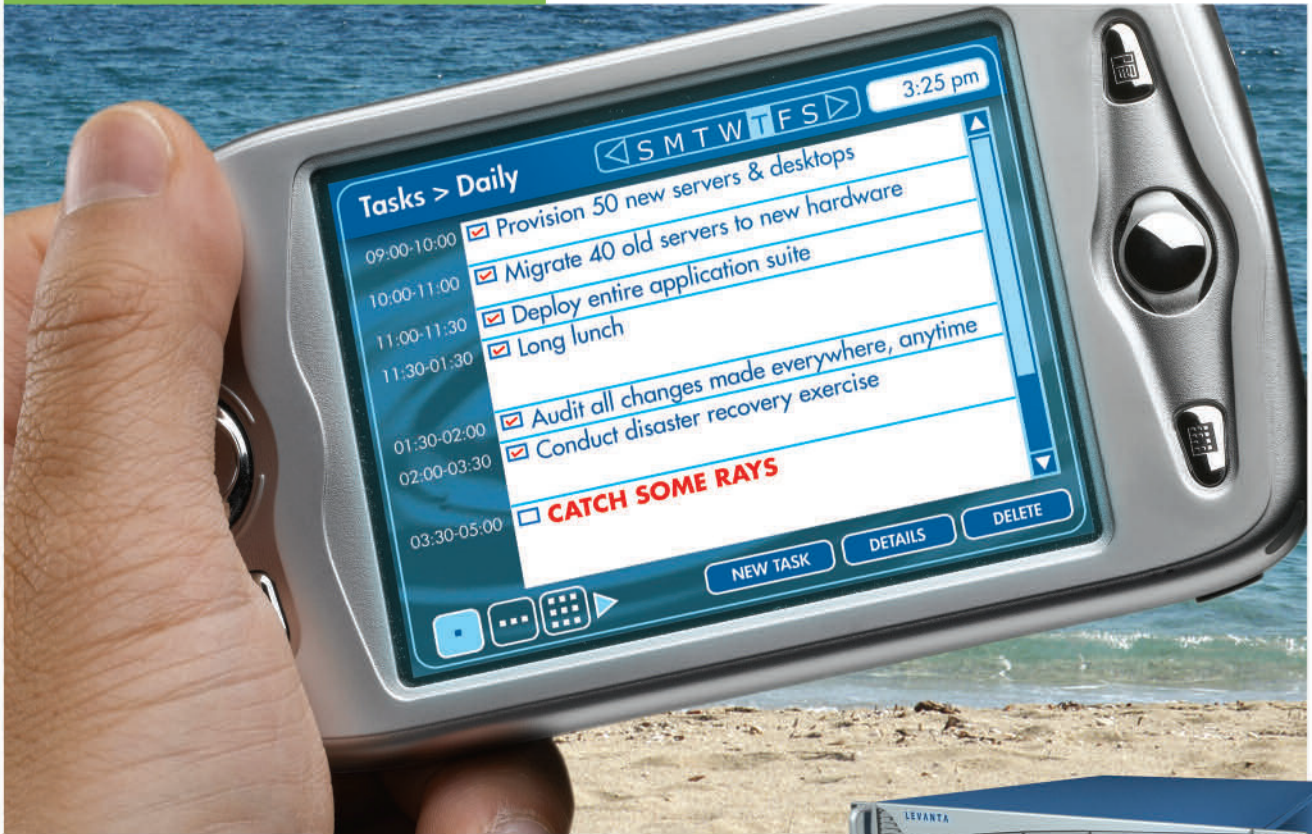 Tasks > Daily
S M T W T F S
3:25 pm
09:00-10:00 Provision 50 new servers & desktops
10:00-11:00 Migrate 40 old servers to new hardware
11:00-11:30 Deploy entire application suite
11:30-01:30 Long lunch
01:30-02:00 Audit all changes made everywhere, anytime
02:00-03:30 Conduct disaster recovery exercise
03:30-05:00 CATCH SOME RAYS
NEW TASK DETAILS DELETE
LEVANTA